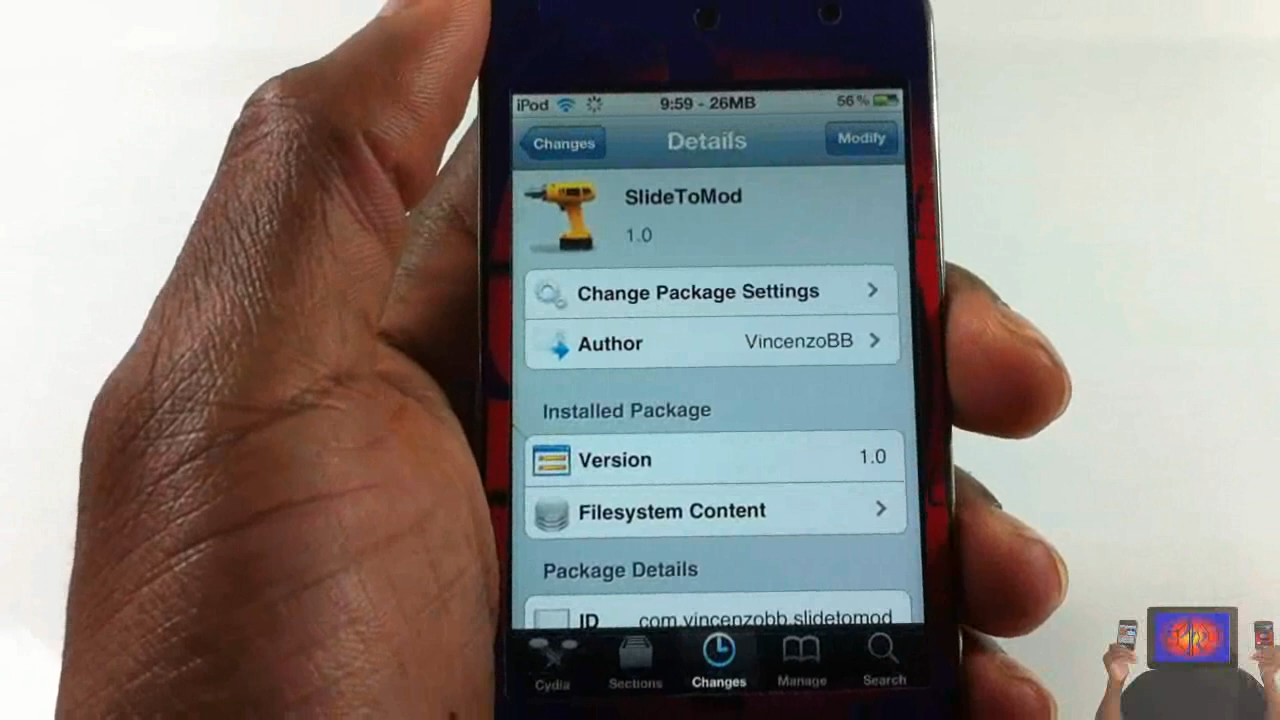 iPod 9:59 - 26MB 56%
Changes Details Modify
SlideToMod
1.0
Change Package Settings
Author VincenzoBB
Installed Package
Version 1.0
Filesystem Content
Package Details
ID com.vincenzobb.slidetomod
Cydia Sections Changes Manage Search